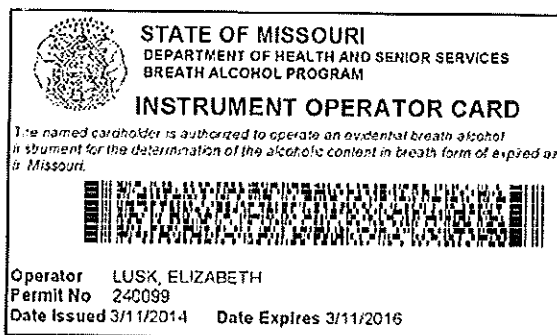 STATE OF MISSOURI
DEPARTMENT OF HEALTH AND SENIOR SERVICES
BREATH ALCOHOL PROGRAM
INSTRUMENT OPERATOR CARD
The named cardholder is authorized to operate an evidential breath alcohol
instrument for the determination of the alcoholic content in breath form of expired air
in Missouri.
Operator LUSK, ELIZABETH
Permit No 240099
Date Issued 3/11/2014 Date Expires 3/11/2016